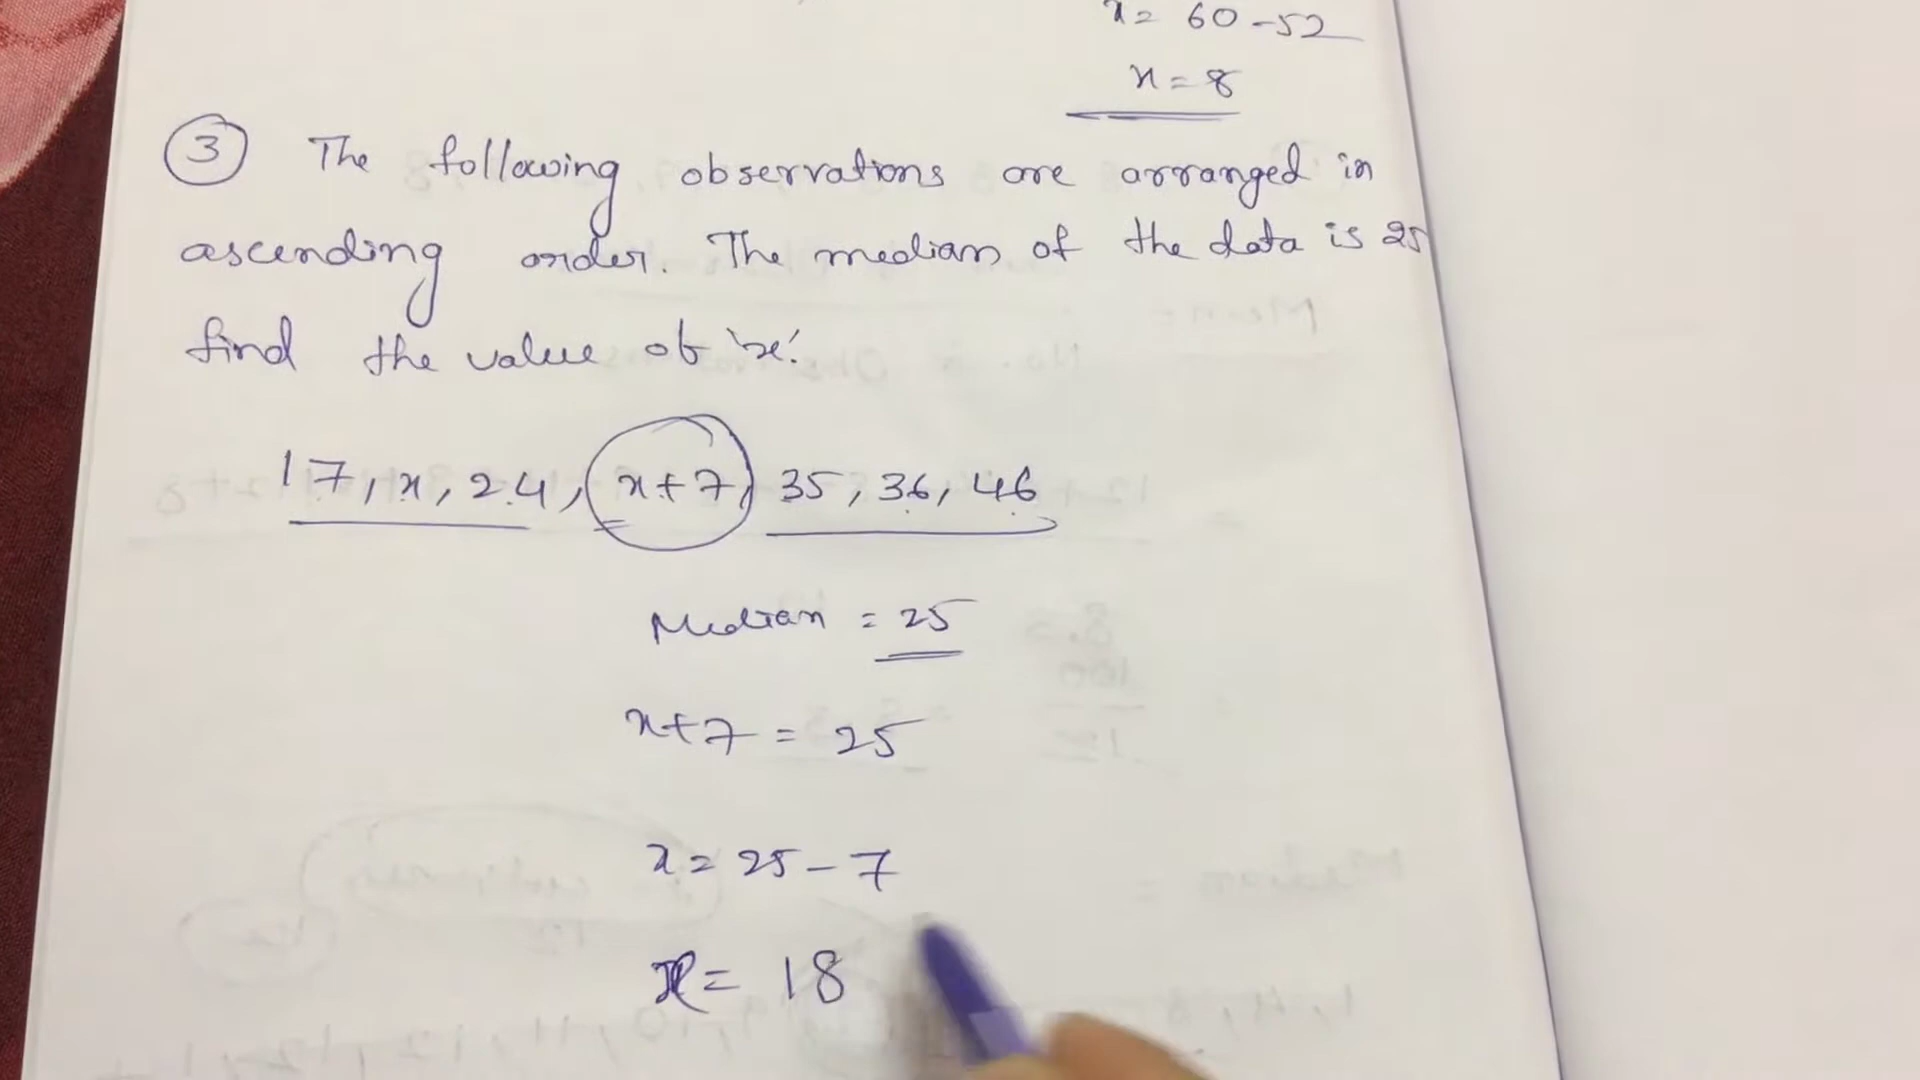 x = 60 - 52
x = 8
3 The following observations are arranged in
ascending order. The median of the data is 25
find the value of 'x'.
17, x, 24, x+7, 35, 36, 46
Median = 25
x+7 = 25
x = 25 - 7
x = 18